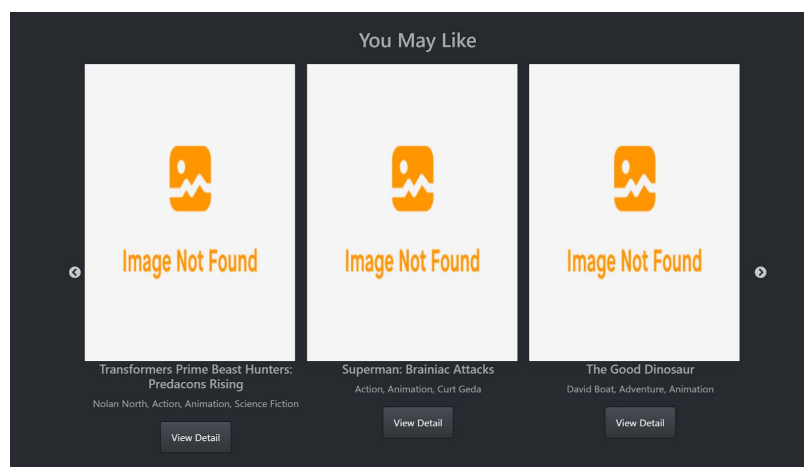 You May Like
Image Not Found
Image Not Found
Image Not Found
Transformers Prime Beast Hunters:
Predacons Rising
Nolan North, Action, Animation, Science Fiction
View Detail
Superman: Brainiac Attacks
Action, Animation, Curt Geda
View Detail
The Good Dinosaur
David Boat, Adventure, Animation
View Detail